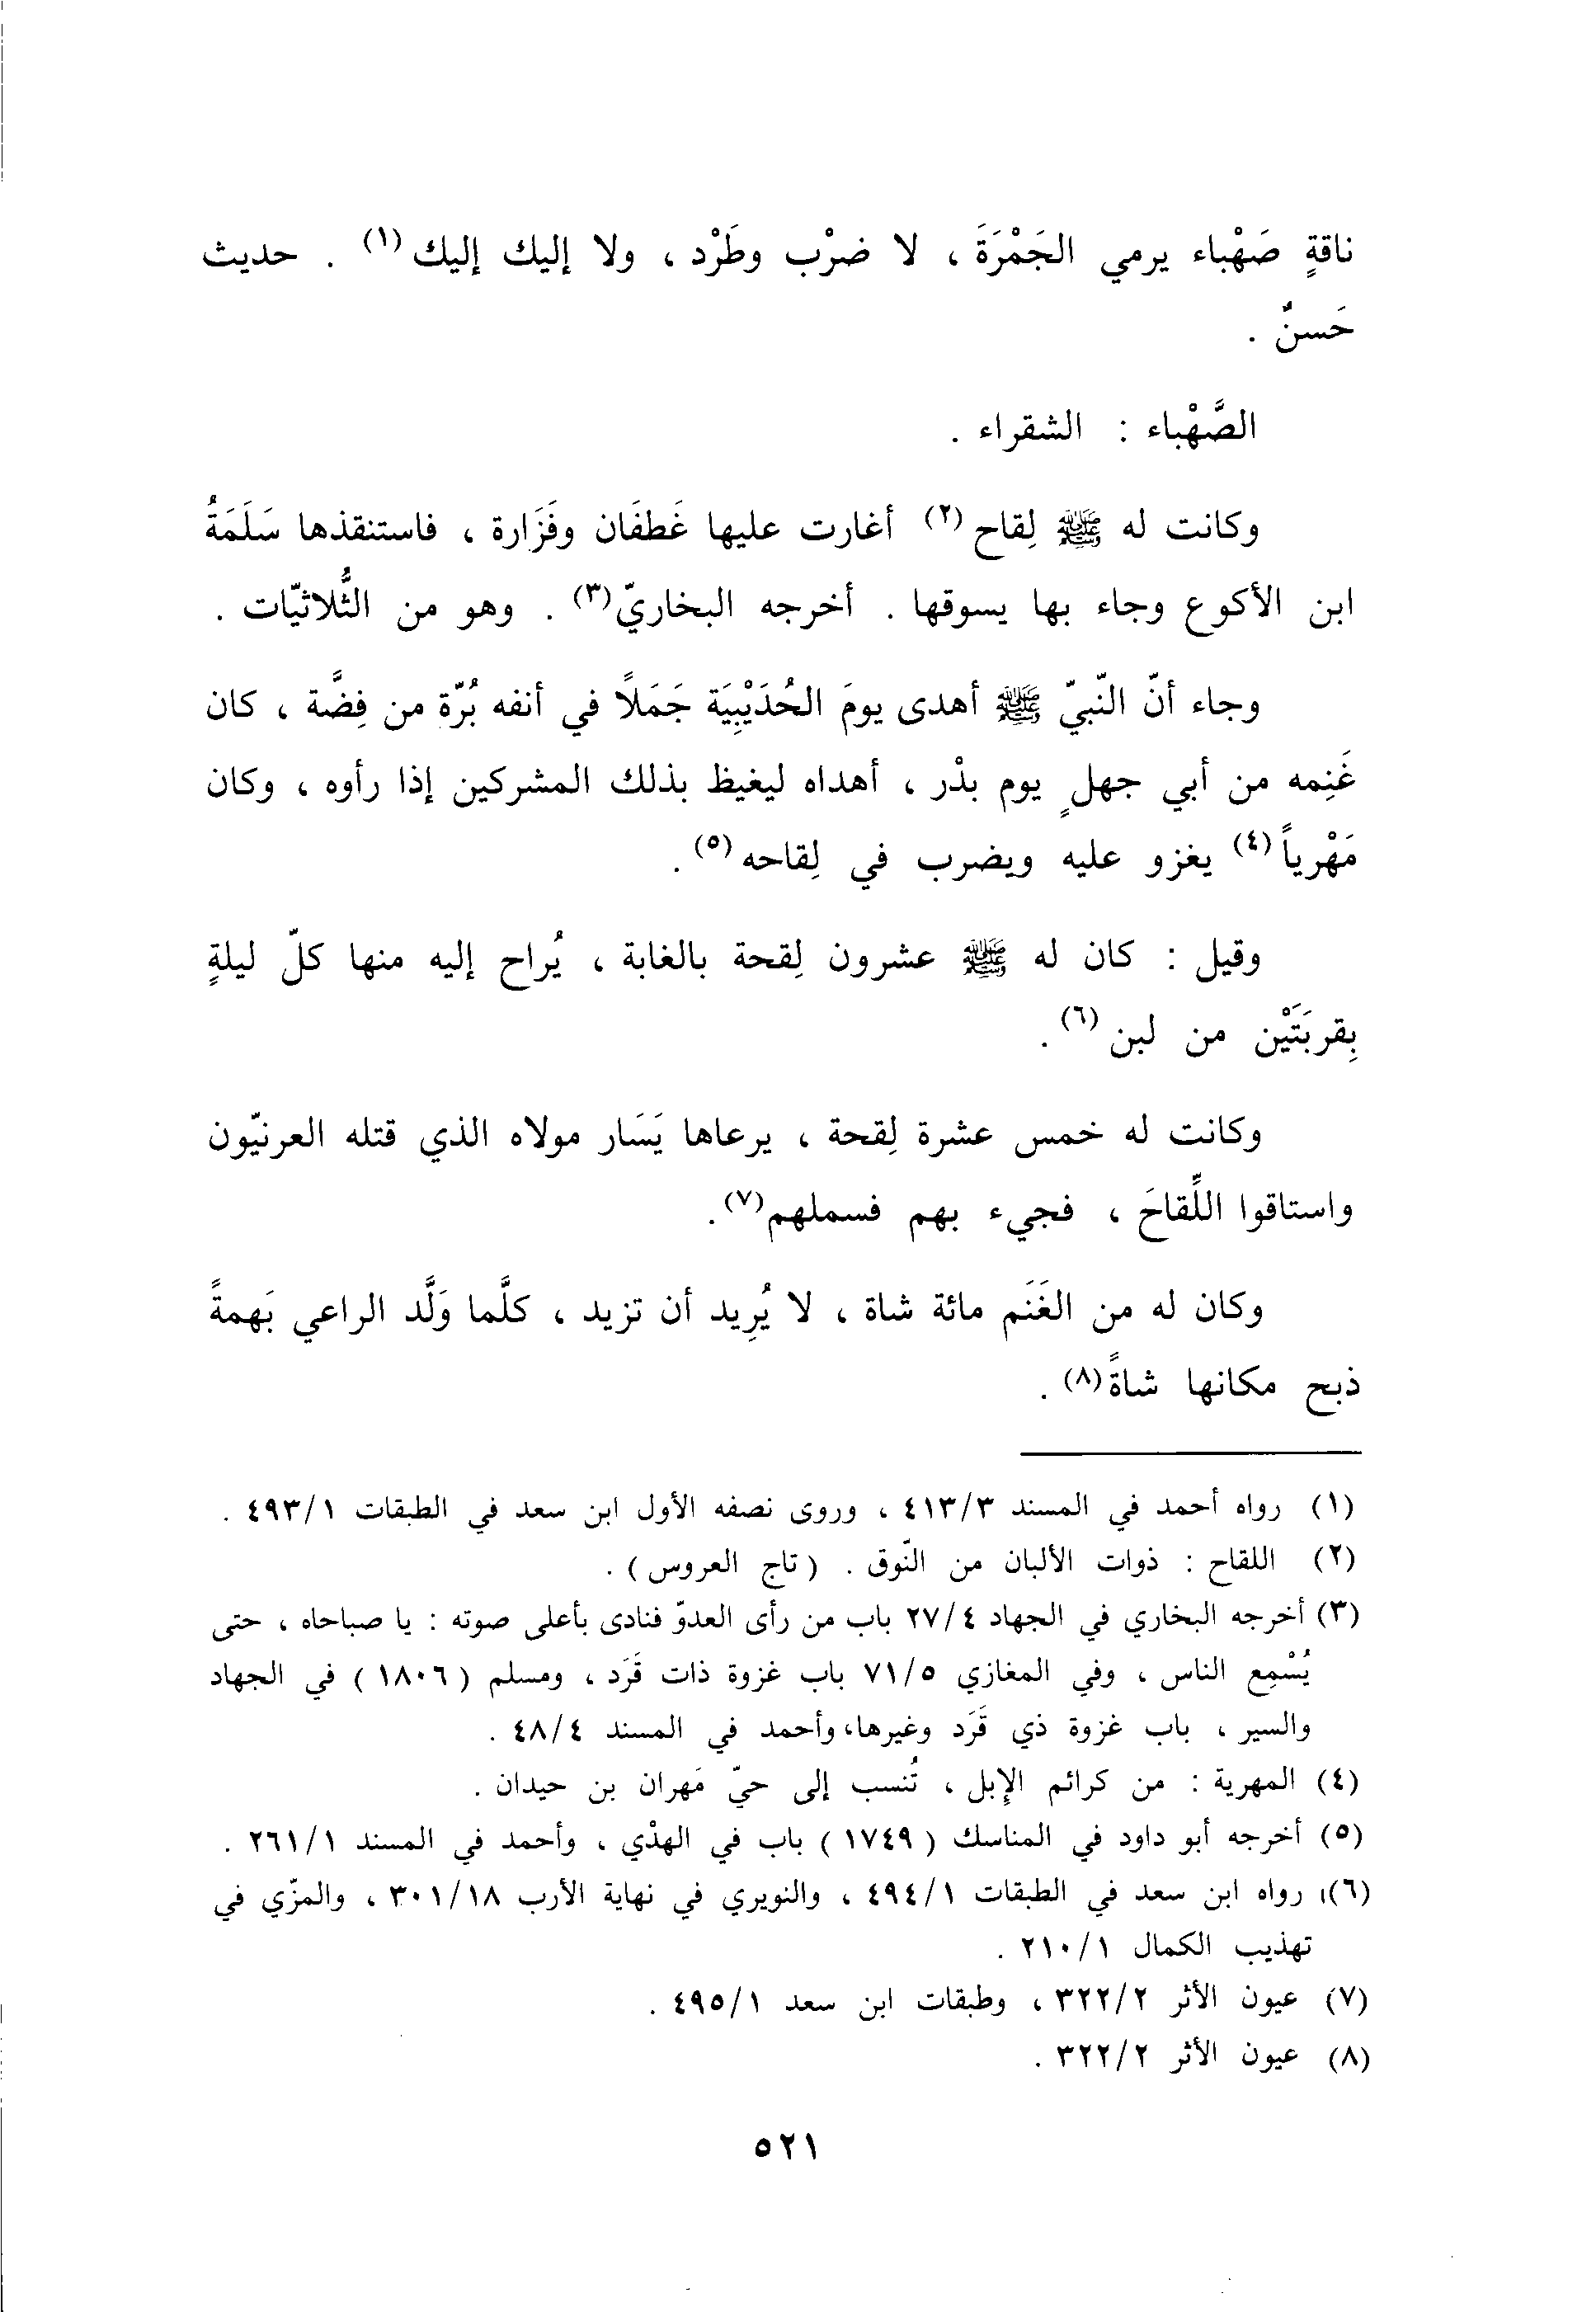 ناقةٍ صَهْباء يرمي الجَمْرَةَ ، لا ضرْب وطَرْد ، ولا إليك إليك(١) . حديث
حَسنٌ .
الصَّهْباء : الشقراء .
وكانت له ﷺ لِقاح(٢) أغارت عليها غَطفَان وفَزَارة ، فاستنقذها سَلَمَةُ
ابن الأكوع وجاء بها يسوقها . أخرجه البخاريّ(٣) . وهو من الثُّلاثيّات .
وجاء أنّ النّبيّ ﷺ أهدى يومَ الحُدَيْبِيَة جَمَلاً في أنفه بُرّة من فِضَّة ، كان
غَنِمه من أبي جهلٍ يوم بدْر ، أهداه ليغيظ بذلك المشركين إذا رأوه ، وكان
مَهْرياً(٤) يغزو عليه ويضرب في لِقاحه(٥) .
وقيل : كان له ﷺ عشرون لِقحة بالغابة ، يُراح إليه منها كلّ ليلةٍ
بِقربَتَيْن من لبن(٦) .
وكانت له خمس عشرة لِقحة ، يرعاها يَسَار مولاه الذي قتله العرنيّون
واستاقوا اللِّقاحَ ، فجيء بهم فسملهم(٧) .
وكان له من الغَنَم مائة شاة ، لا يُرِيد أن تزيد ، كلَّما وَلَّد الراعي بَهمةً
ذبح مكانها شاةً(٨) .
(١) رواه أحمد في المسند ٤١٣/٣ ، وروى نصفه الأول ابن سعد في الطبقات ٤٩٣/١ .
(٢) اللقاح : ذوات الألبان من النّوق . ( تاج العروس ) .
(٣) أخرجه البخاري في الجهاد ٢٧/٤ باب من رأى العدوّ فنادى بأعلى صوته : يا صباحاه ، حتى
يُسْمِع الناس ، وفي المغازي ٧١/٥ باب غزوة ذات قَرَد ، ومسلم ( ١٨٠٦ ) في الجهاد
والسير ، باب غزوة ذي قَرَد وغيرها، وأحمد في المسند ٤٨/٤ .
(٤) المهرية : من كرائم الإبل ، تُنسب إلى حيّ مَهران بن حيدان .
(٥) أخرجه أبو داود في المناسك ( ١٧٤٩ ) باب في الهدْي ، وأحمد في المسند ٢٦١/١ .
(٦) رواه ابن سعد في الطبقات ٤٩٤/١ ، والنويري في نهاية الأرب ٣٠١/١٨ ، والمزّي في
تهذيب الكمال ٢١٠/١ .
(٧) عيون الأثر ٣٢٢/٢ ، وطبقات ابن سعد ٤٩٥/١ .
(٨) عيون الأثر ٣٢٢/٢ .
٥٢١